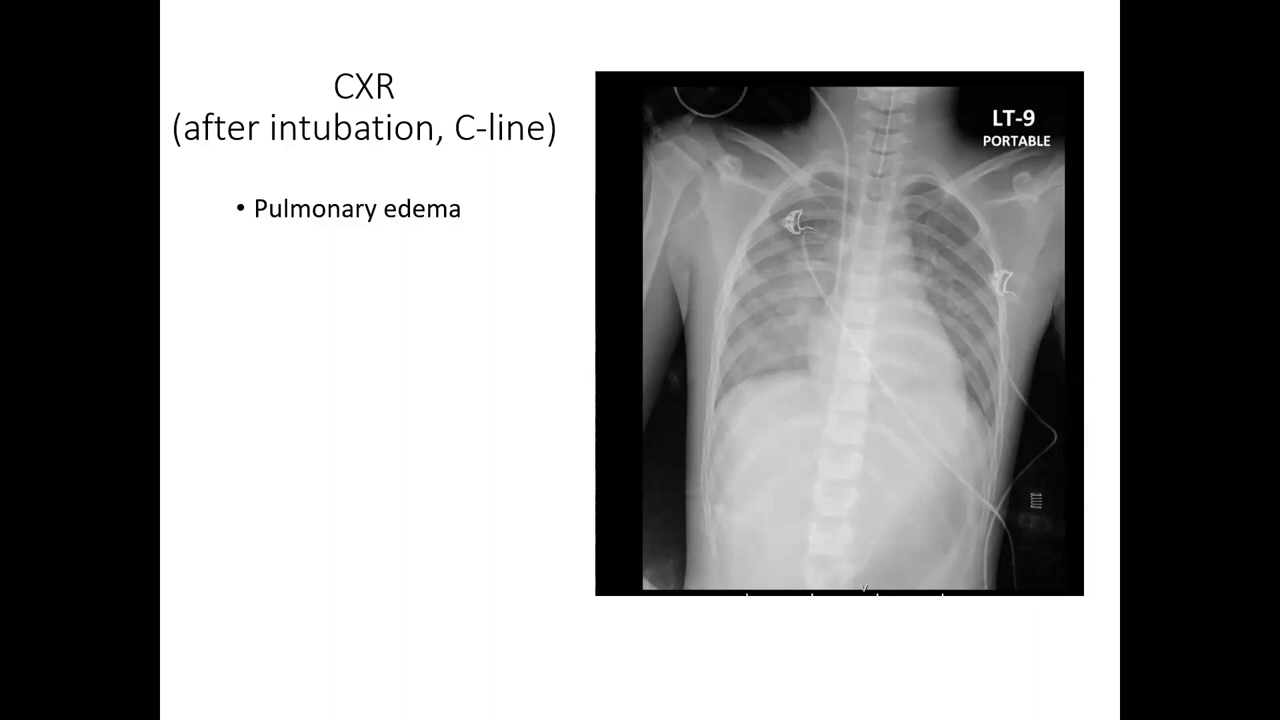 CXR
(after intubation, C-line)
• Pulmonary edema
LT-9
PORTABLE